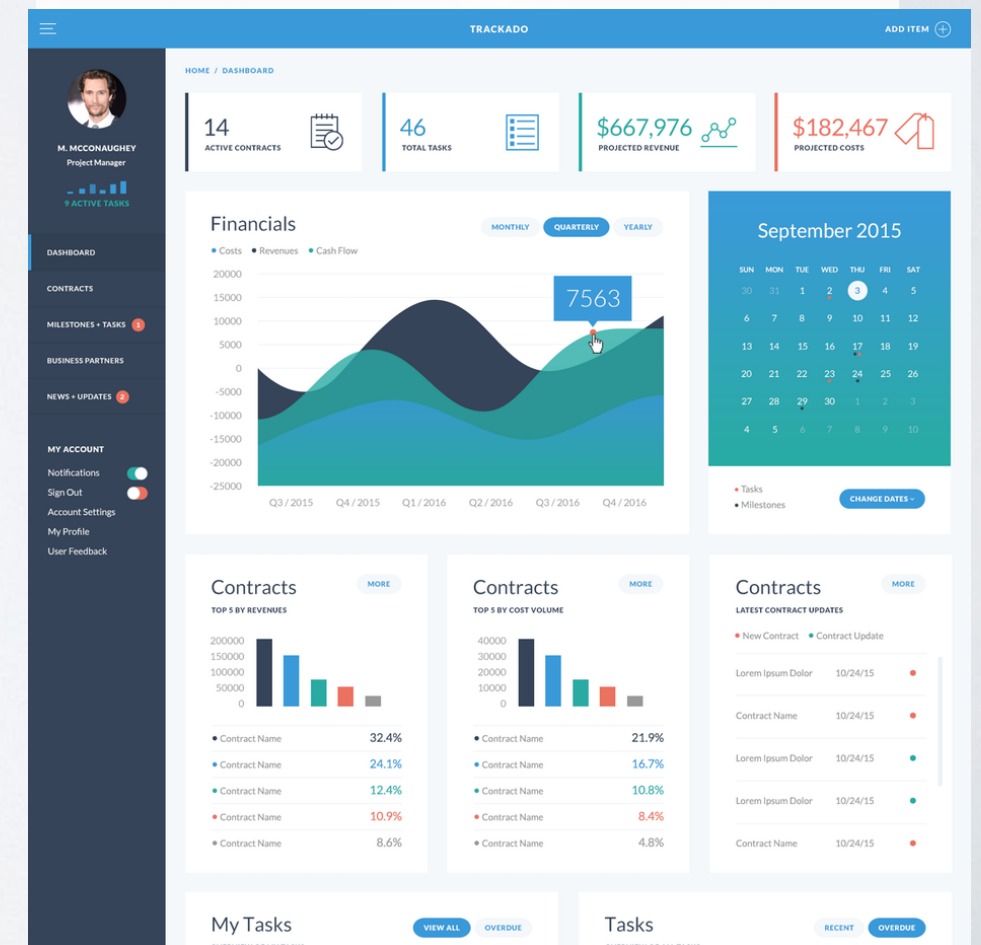 TRACKADO
ADD ITEM
M. MCCONAUGHEY
Project Manager
9 ACTIVE TASKS
DASHBOARD
CONTRACTS
MILESTONES + TASKS 1
BUSINESS PARTNERS
NEWS + UPDATES 2
MY ACCOUNT
Notifications
Sign Out
Account Settings
My Profile
User Feedback
HOME / DASHBOARD
14
ACTIVE CONTRACTS
46
TOTAL TASKS
$667,976
PROJECTED REVENUE
$182,467
PROJECTED COSTS
Financials
MONTHLY QUARTERLY YEARLY
Costs Revenues Cash Flow
20000
15000
10000
5000
0
-5000
-10000
-15000
-20000
-25000
7563
Q3 / 2015 Q4 / 2015 Q1 / 2016 Q2 / 2016 Q3 / 2016 Q4 / 2016
September 2015
SUN MON TUE WED THU FRI SAT
30 31 1 2 3 4 5
6 7 8 9 10 11 12
13 14 15 16 17 18 19
20 21 22 23 24 25 26
27 28 29 30 1 2 3
4 5 6 7 8 9 10
Tasks
Milestones
CHANGE DATES
Contracts MORE
TOP 5 BY REVENUES
200000
150000
100000
50000
0
Contract Name 32.4%
Contract Name 24.1%
Contract Name 12.4%
Contract Name 10.9%
Contract Name 8.6%
Contracts MORE
TOP 5 BY COST VOLUME
40000
30000
20000
10000
0
Contract Name 21.9%
Contract Name 16.7%
Contract Name 10.8%
Contract Name 8.4%
Contract Name 4.8%
Contracts MORE
LATEST CONTRACT UPDATES
New Contract Contract Update
Lorem Ipsum Dolor 10/24/15
Contract Name 10/24/15
Lorem Ipsum Dolor 10/24/15
Lorem Ipsum Dolor 10/24/15
Contract Name 10/24/15
My Tasks VIEW ALL OVERDUE
Tasks RECENT OVERDUE